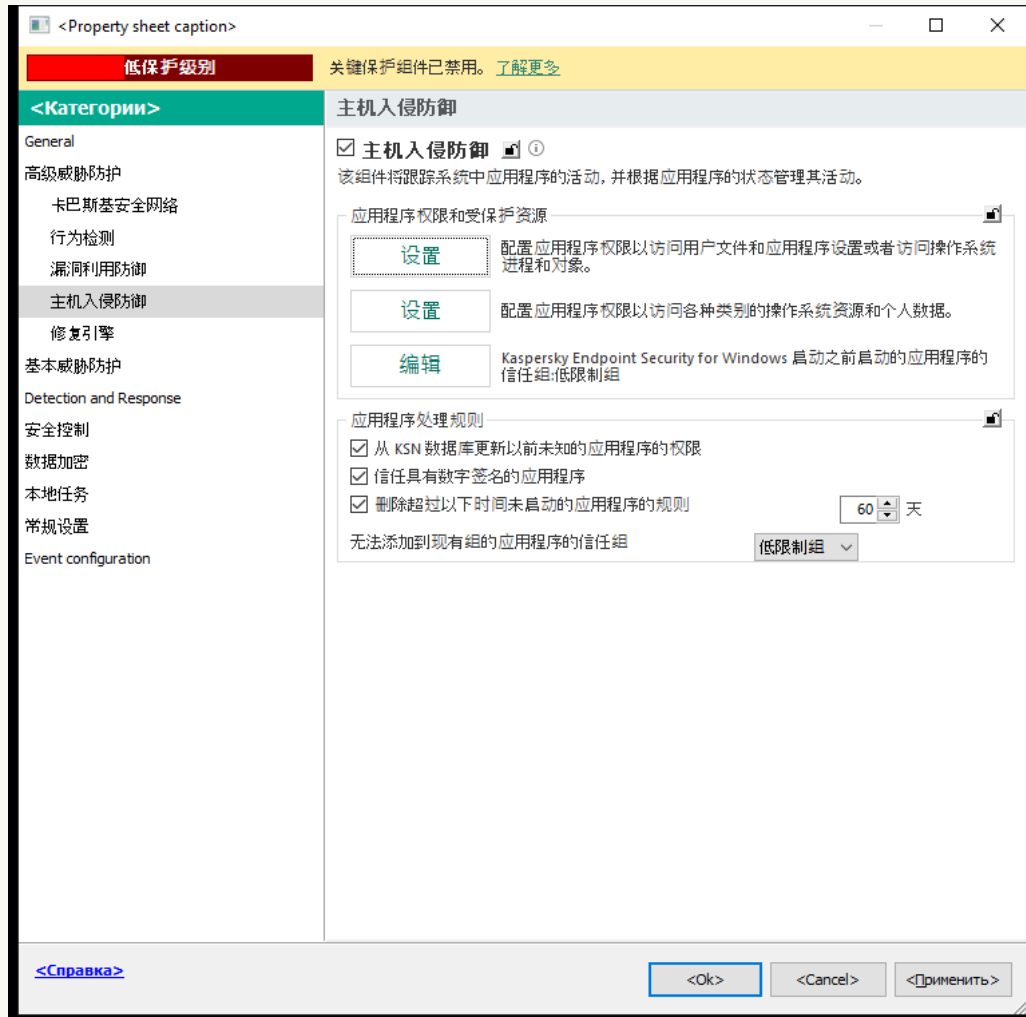 <Property sheet caption>
低保护级别
关键保护组件已禁用。 了解更多
<Категории>
General
高级威胁防护
卡巴斯基安全网络
行为检测
漏洞利用防御
主机入侵防御
修复引擎
基本威胁防护
Detection and Response
安全控制
数据加密
本地任务
常规设置
Event configuration
主机入侵防御
主机入侵防御
该组件将跟踪系统中应用程序的活动, 并根据应用程序的状态管理其活动。
应用程序权限和受保护资源
设置
配置应用程序权限以访问用户文件和应用程序设置或者访问操作系统
进程和对象。
设置
配置应用程序权限以访问各种类别的操作系统资源和个人数据。
编辑
Kaspersky Endpoint Security for Windows 启动之前启动的应用程序的
信任组:低限制组
应用程序处理规则
从 KSN 数据库更新以前未知的应用程序的权限
信任具有数字签名的应用程序
删除超过以下时间未启动的应用程序的规则
60 天
无法添加到现有组的应用程序的信任组
低限制组
<Справка>
<Ok>
<Cancel>
<Применить>